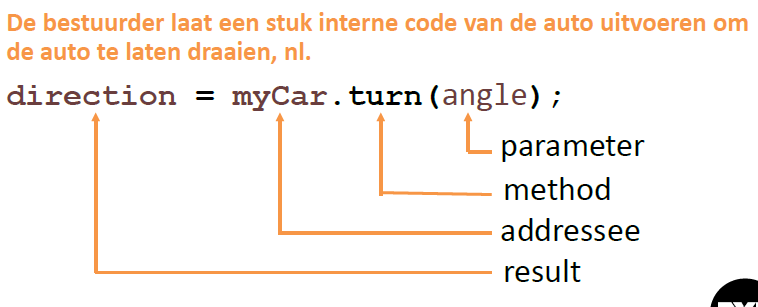 De bestuurder laat een stuk interne code van de auto uitvoeren om
de auto te laten draaien, nl.
direction = myCar.turn(angle);
parameter
method
addressee
result